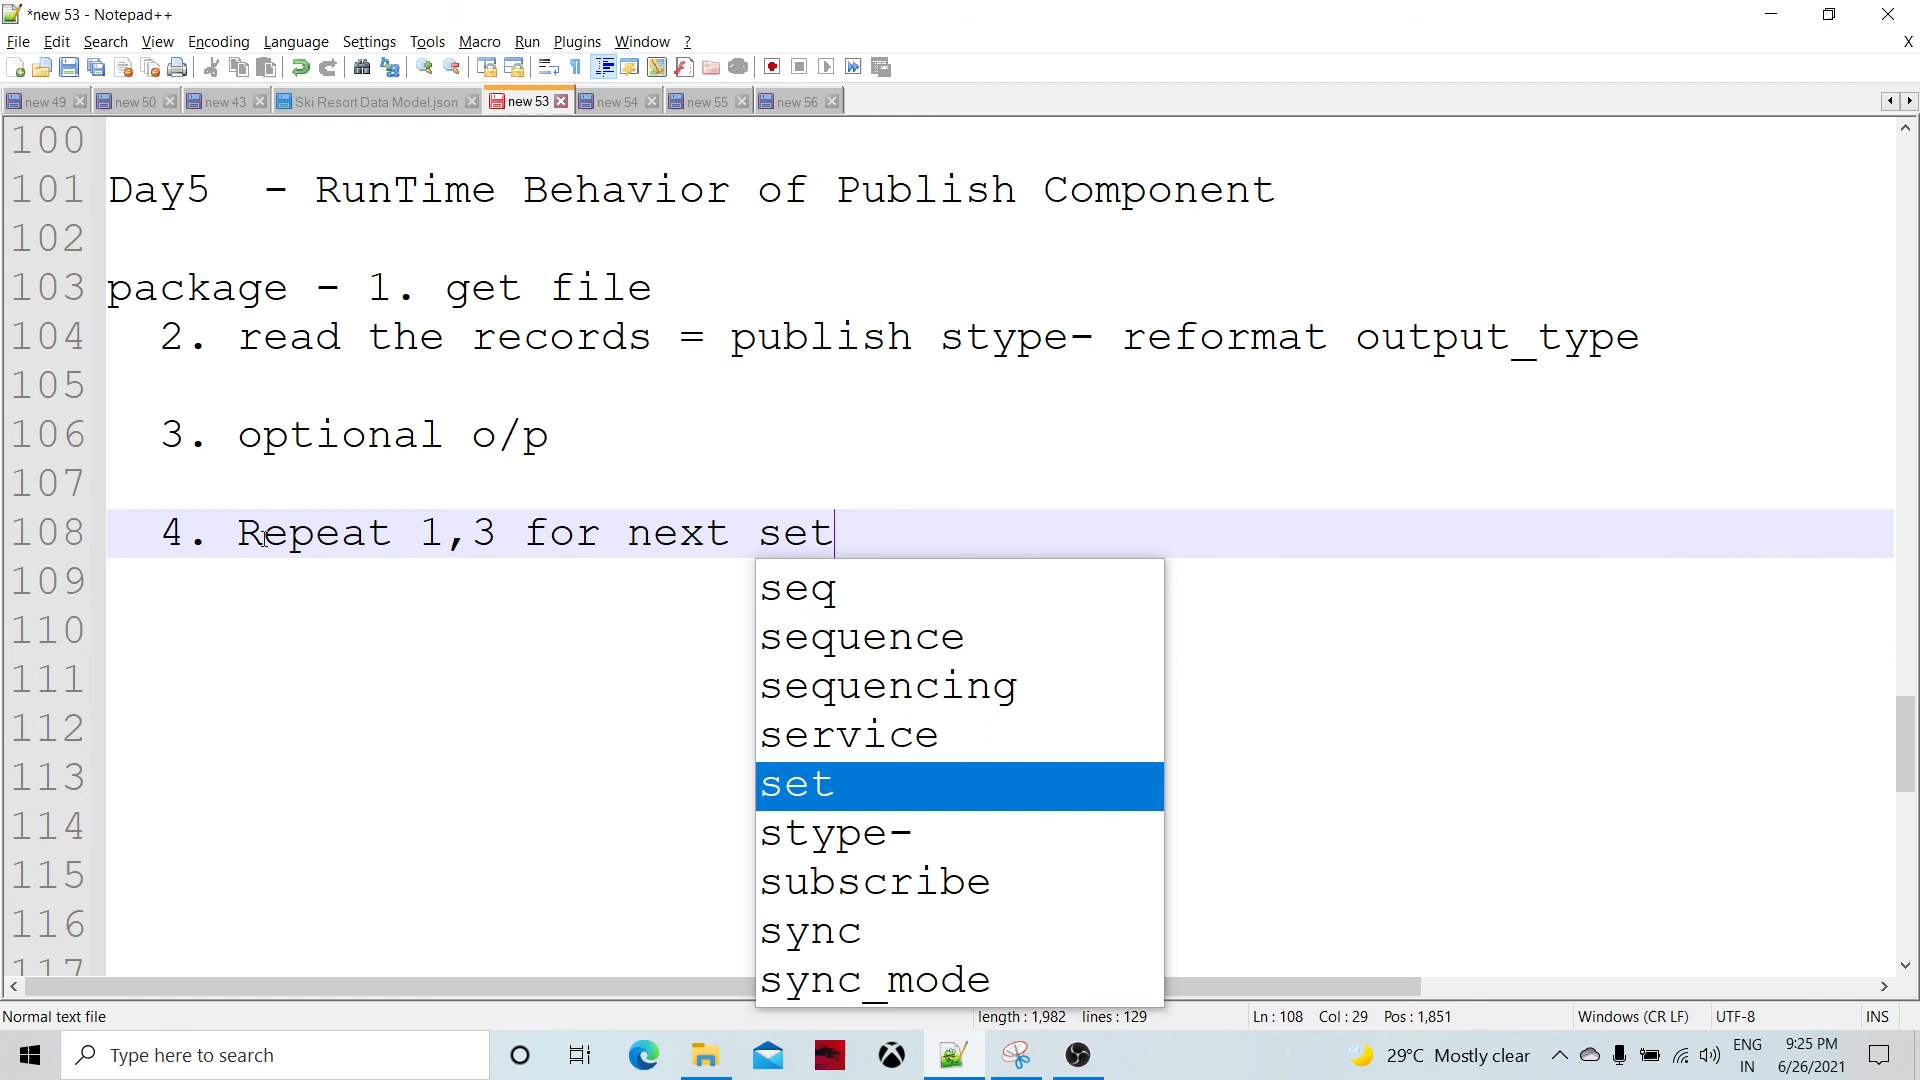 *new 53 - Notepad++
File Edit Search View Encoding Language Settings Tools Macro Run Plugins Window ?
X
new 49 new 50 new 43 Ski Resort Data Model.json new 53 new 54 new 55 new 56
100
101 Day5 - RunTime Behavior of Publish Component
102
103 package - 1. get file
104 2. read the records = publish stype- reformat output_type
105
106 3. optional o/p
107
108 4. Repeat 1,3 for next set
109
110
111
112
113
114
115
116
117
seq
sequence
sequencing
service
set
stype-
subscribe
sync
sync_mode
Normal text file length : 1,982 lines : 129 Ln : 108 Col : 29 Pos : 1,851 Windows (CR LF) UTF-8 INS
Type here to search
29°C Mostly clear
ENG
IN
9:25 PM
6/26/2021